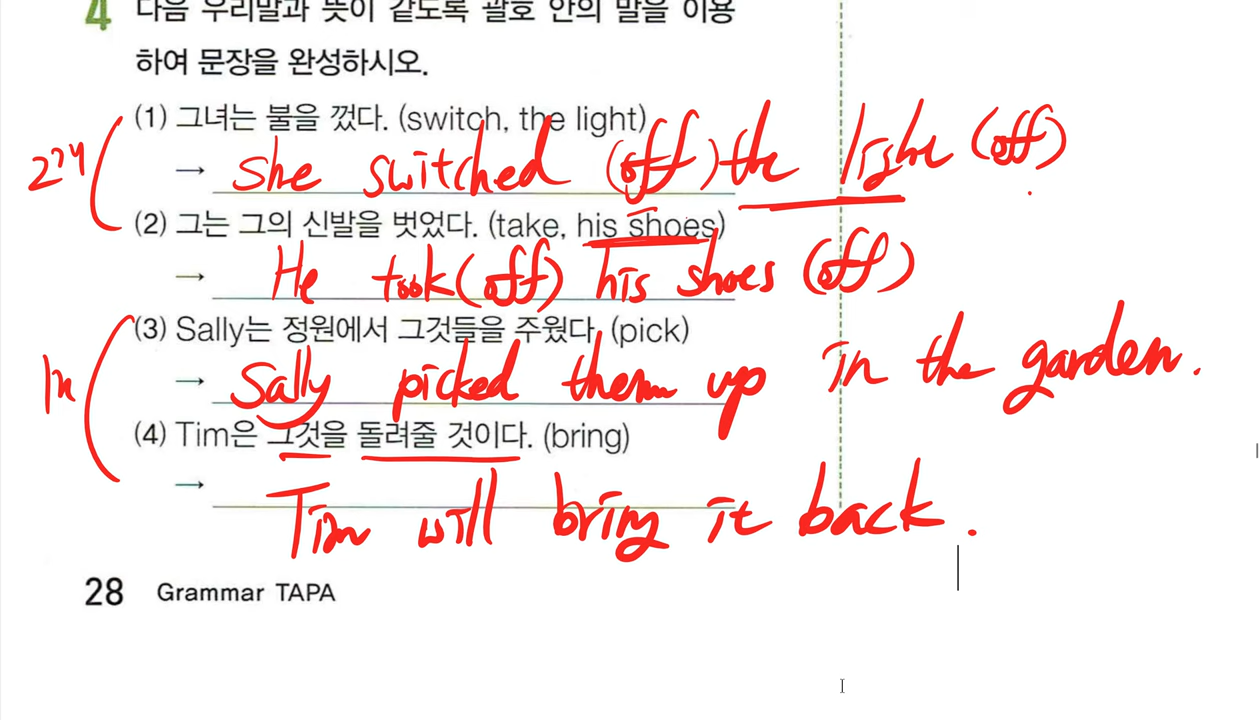 4 다음 우리말과 뜻이 같도록 괄호 안의 말을 이용
하여 문장을 완성하시오.
(1) 그녀는 불을 껐다. (switch, the light)
→ She switched (off) the light (off)
(2) 그는 그의 신발을 벗었다. (take, his shoes)
→ He took (off) his shoes (off)
(3) Sally는 정원에서 그것들을 주웠다. (pick)
→ Sally picked them up in the garden.
(4) Tim은 그것을 돌려줄 것이다. (bring)
→ Tim will bring it back.
28 Grammar TAPA